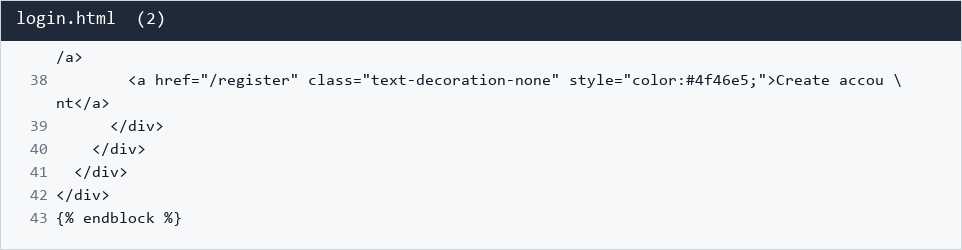 login.html  (2)
/a>
38         <a href="/register" class="text-decoration-none" style="color:#4f46e5;">Create accou \
nt</a>
39       </div>
40     </div>
41   </div>
42 </div>
43 {% endblock %}